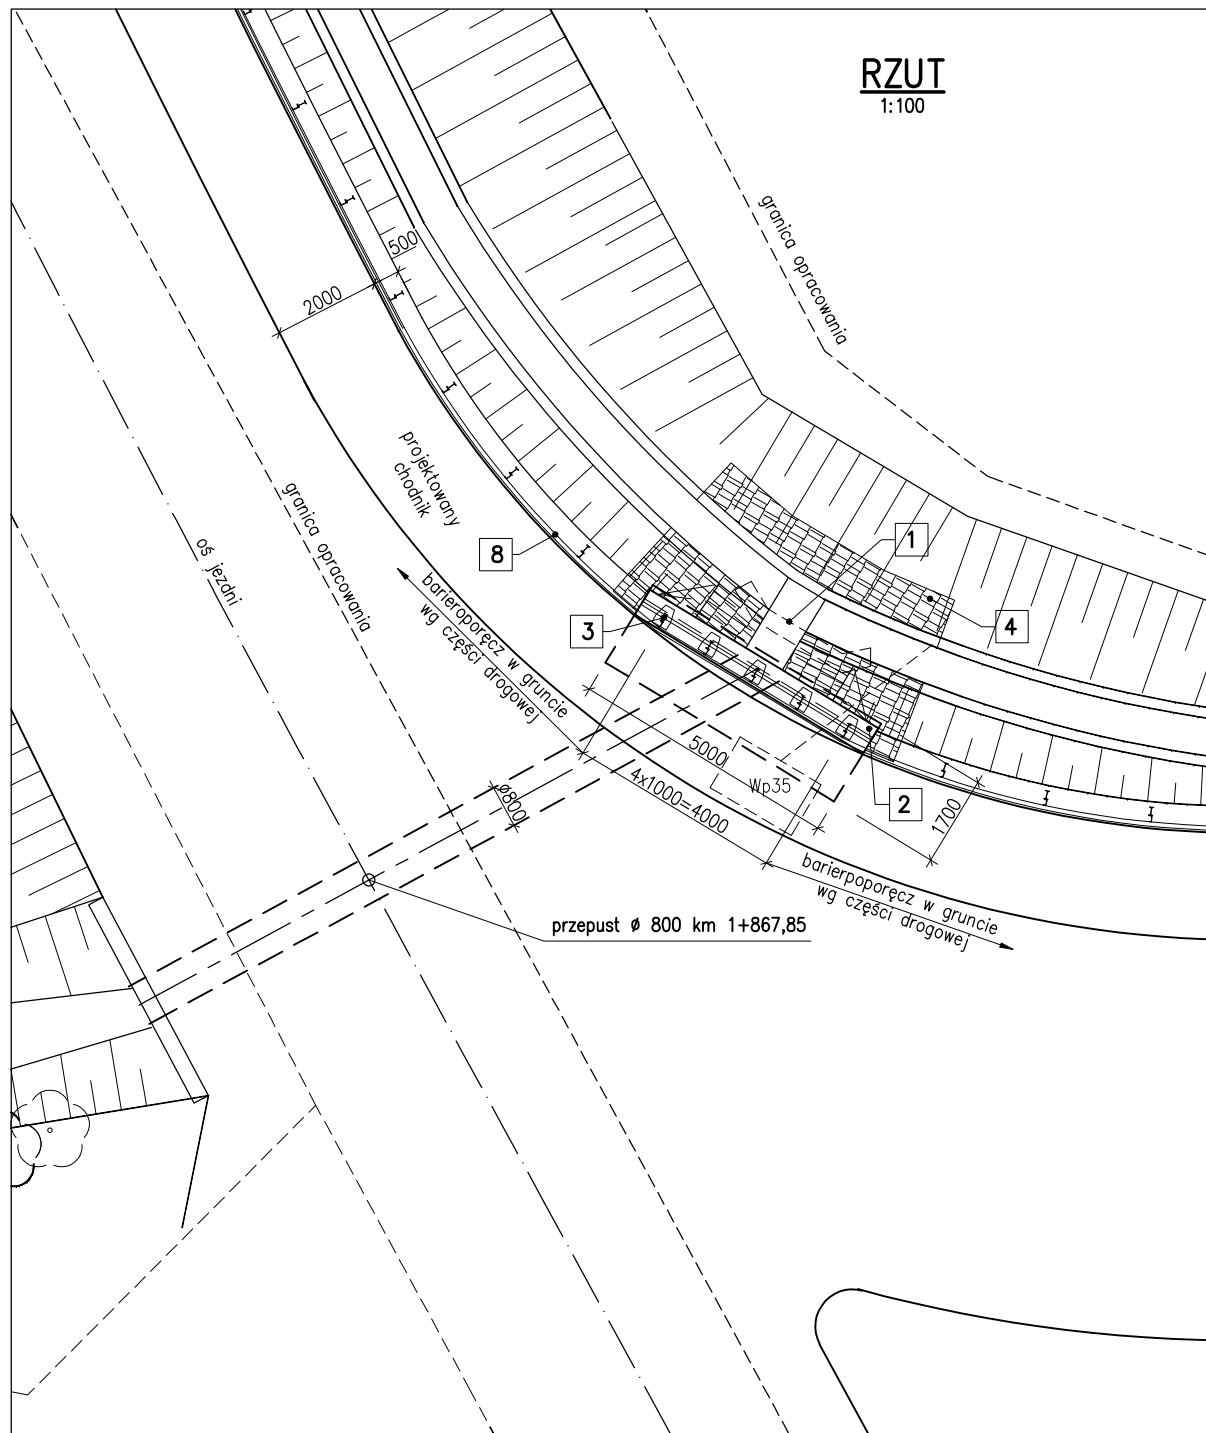 RZUT
1:100
granica opracowania
500
2000
projektowany
chodnik
granica opracowania
oś jezdni
1
8
4
3
barieroporęcz w gruncie
wg części drogowej
5000
Wp35
4x1000=4000
2
1700
ø800
barierpoporęcz w gruncie
wg części drogowej
przepust ø 800 km 1+867,85